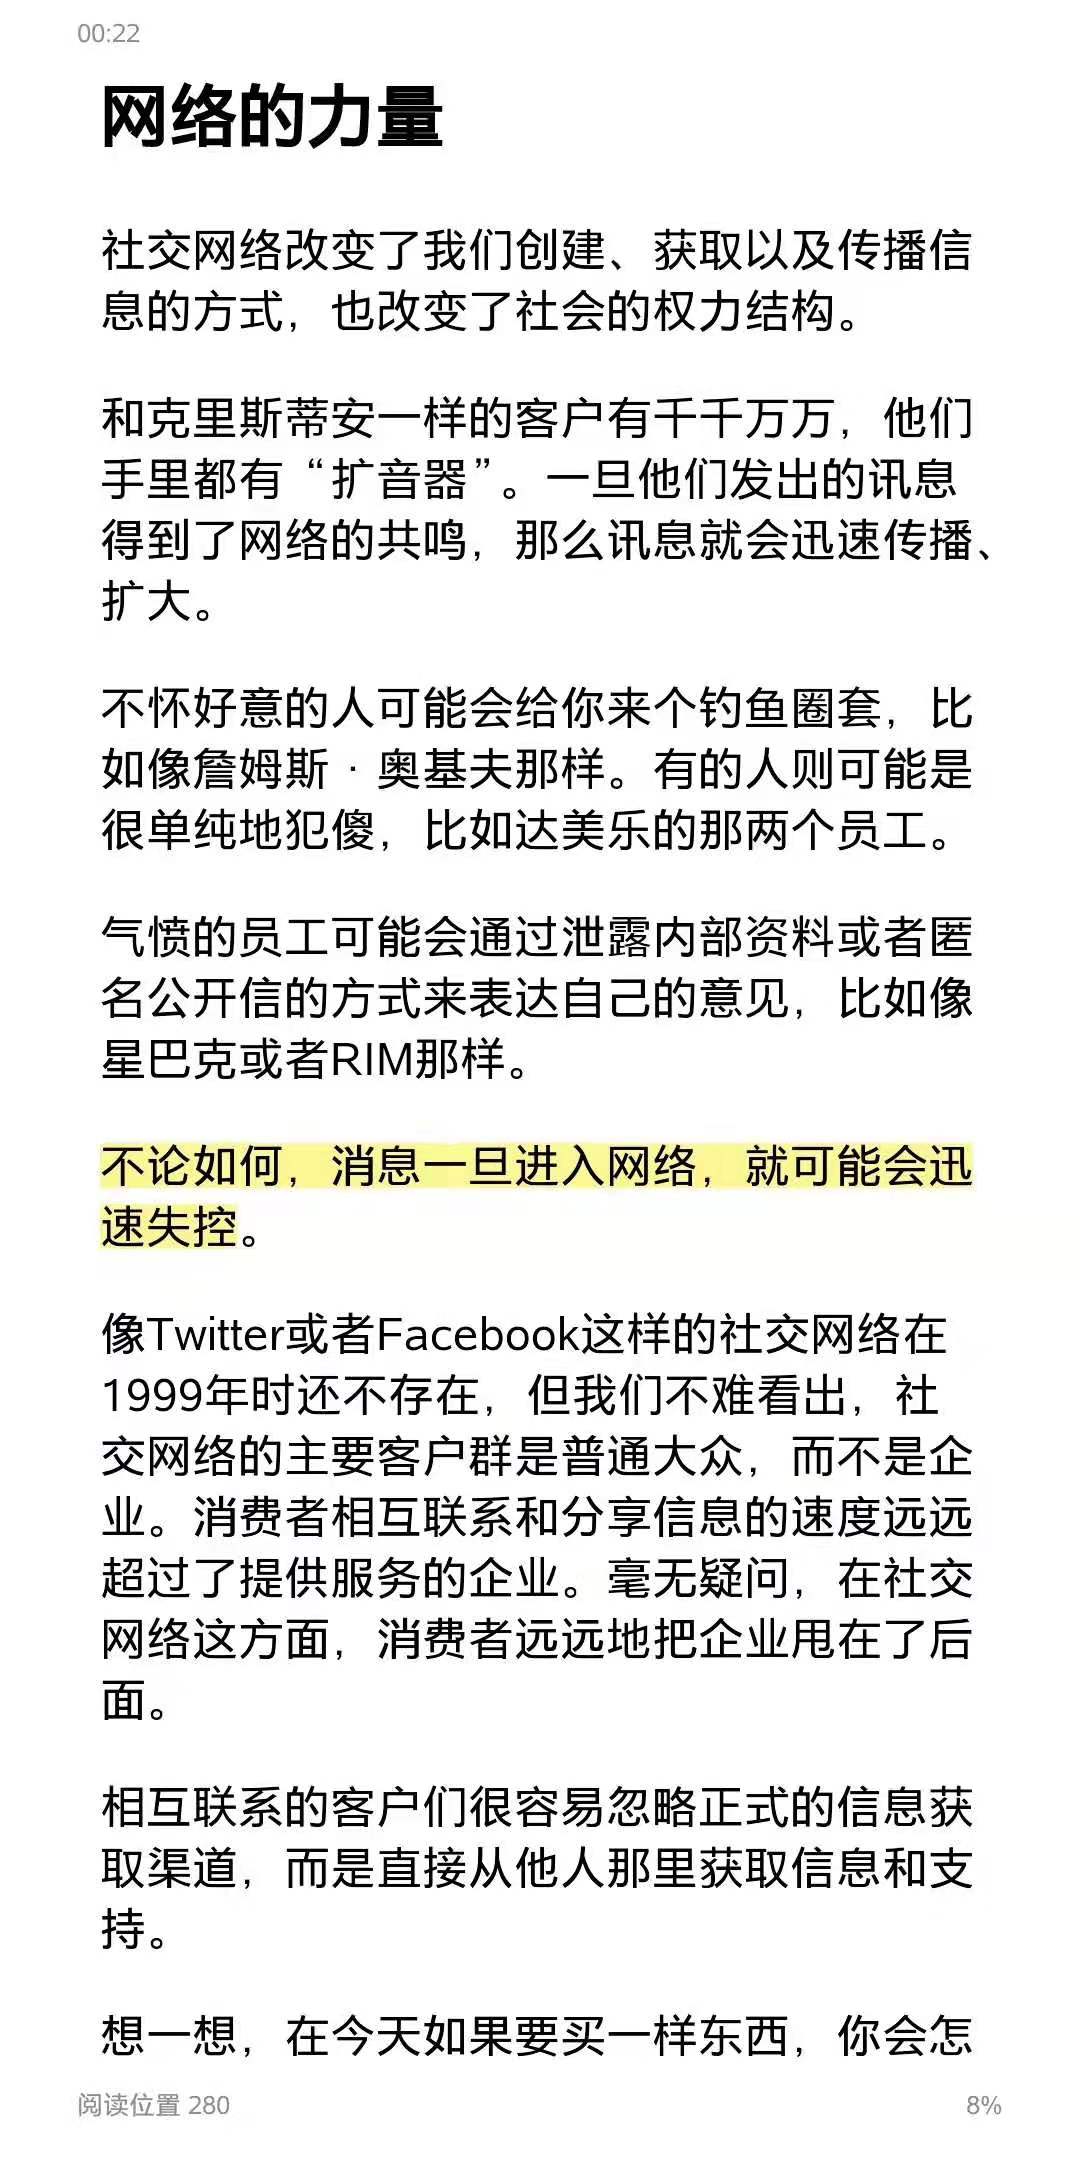 00:22
网络的力量
社交网络改变了我们创建、获取以及传播信
息的方式，也改变了社会的权力结构。
和克里斯蒂安一样的客户有千千万万，他们
手里都有“扩音器”。一旦他们发出的讯息
得到了网络的共鸣，那么讯息就会迅速传播、
扩大。
不怀好意的人可能会给你来个钓鱼圈套，比
如像詹姆斯·奥基夫那样。有的人则可能是
很单纯地犯傻，比如达美乐的那两个员工。
气愤的员工可能会通过泄露内部资料或者匿
名公开信的方式来表达自己的意见，比如像
星巴克或者RIM那样。
不论如何，消息一旦进入网络，就可能会迅
速失控。
像Twitter或者Facebook这样的社交网络在
1999年时还不存在，但我们不难看出，社
交网络的主要客户群是普通大众，而不是企
业。消费者相互联系和分享信息的速度远远
超过了提供服务的企业。毫无疑问，在社交
网络这方面，消费者远远地把企业甩在了后
面。
相互联系的客户们很容易忽略正式的信息获
取渠道，而是直接从他人那里获取信息和支
持。
想一想，在今天如果要买一样东西，你会怎
阅读位置 280
8%